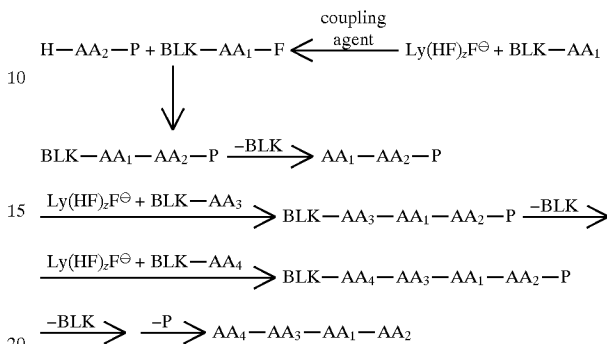 coupling
agent
H—AA₂—P + BLK—AA₁—F ⟵ Ly(HF)zF⊖ + BLK—AA₁
10
BLK—AA₁—AA₂—P —BLK⟶ AA₁—AA₂—P
Ly(HF)zF⊖ + BLK—AA₃
15
BLK—AA₃—AA₁—AA₂—P —BLK⟶
Ly(HF)zF⊖ + BLK—AA₄
BLK—AA₄—AA₃—AA₁—AA₂—P
—BLK⟶ —P⟶ AA₄—AA₃—AA₁—AA₂
20